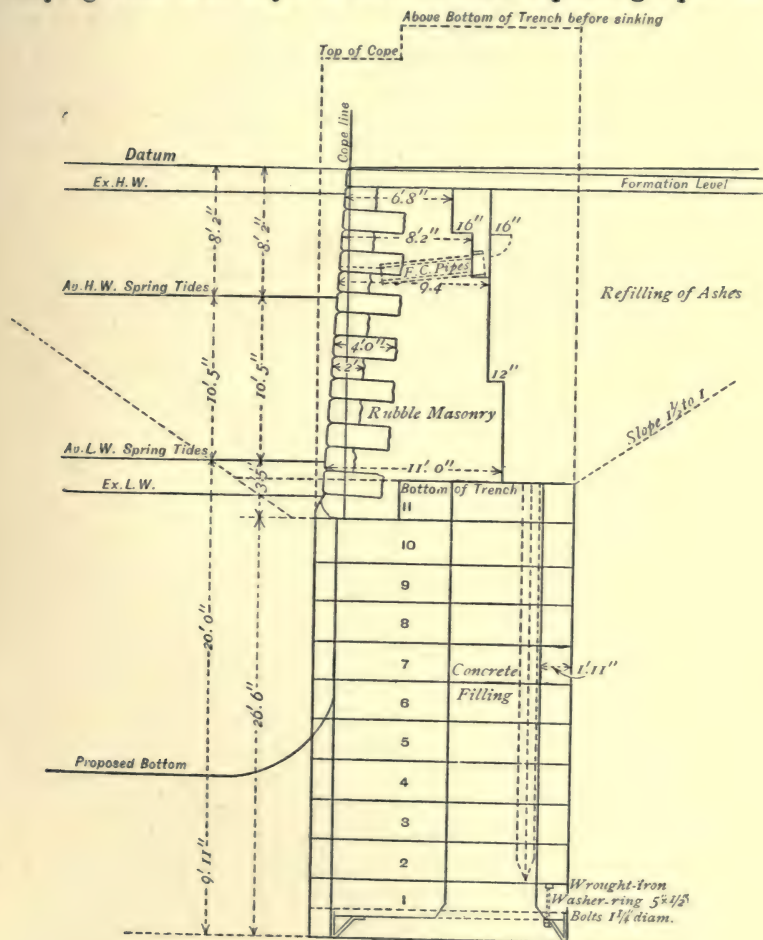 Above Bottom of Trench before sinking
Top of Cope
Cope line
Datum
Ex.H.W.
Formation Level
6'.8"
8'.2"
8'.2"
16"
16"
8'.2"
F.C. Pipes
9.4
Av.H.W. Spring Tides
Refilling of Ashes
4'.0"
2'
10'.5"
10'.5"
12"
Rubble Masonry
Slope 1½ to 1
Av.L.W. Spring Tides
11'.0"
3'.5"
Ex.L.W.
Bottom of Trench
11
10
9
8
20'.0"
7
Concrete
1'.11"
26'.6"
6
Filling
5
Proposed Bottom
4
3
9'.11"
2
Wrought-iron
1
Washer-ring 5"x1/2"
Bolts 1¼" diam.